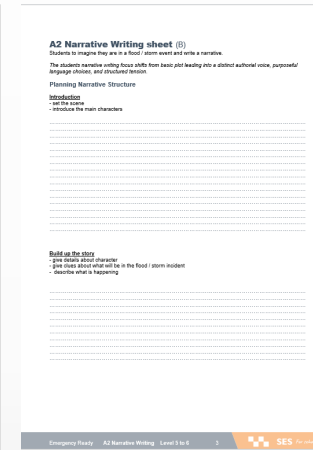 A2 Narrative Writing sheet (B)
Students to imagine they are in a flood / storm event and write a narrative.
The students narrative writing focus shifts from basic plot leading into a distinct authorial voice, purposeful
language choices, and structured tension.
Planning Narrative Structure
Introduction
- set the scene
- introduce the main characters
Build up the story
- give details about character
- give clues about what will be in the flood / storm incident
- describe what is happening
Emergency Ready A2 Narrative Writing Level 5 to 6 3 SES